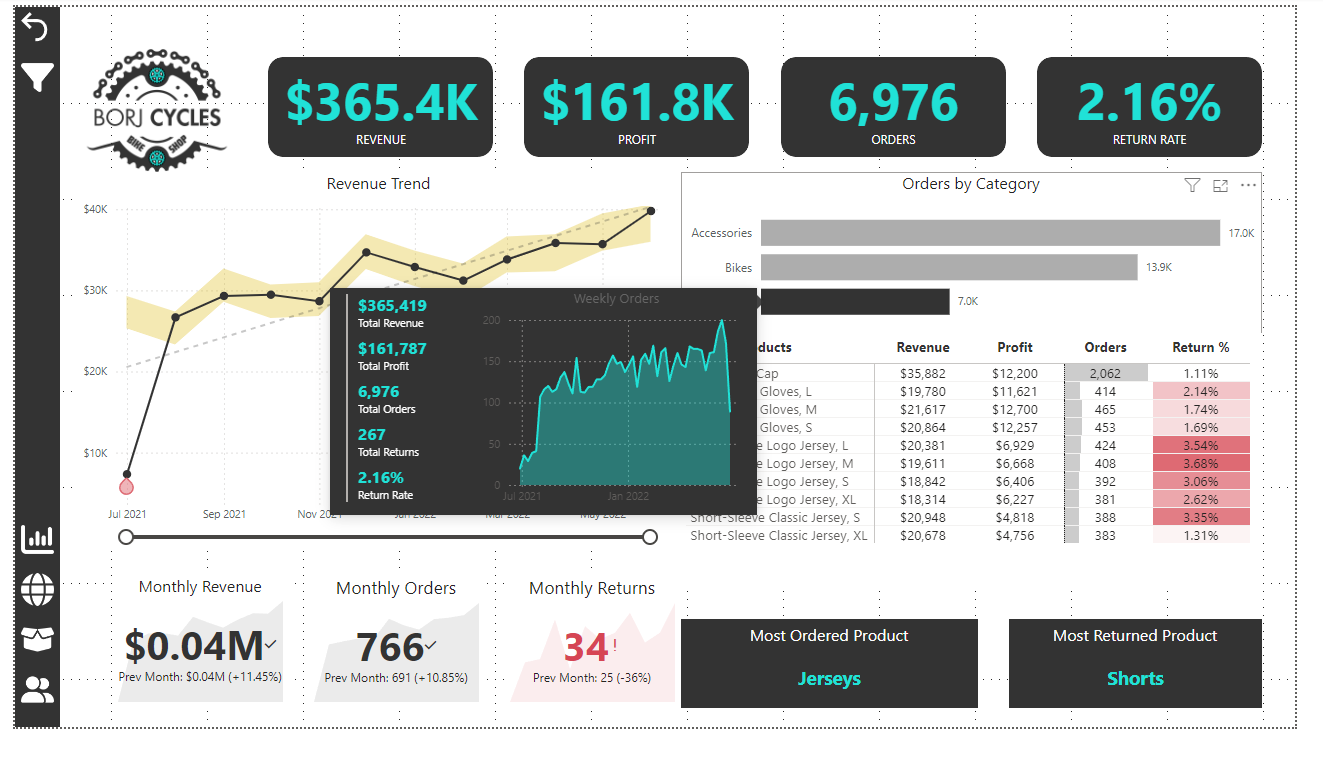 BORJ CYCLES
BIKE SHOP
$365.4K
REVENUE
$161.8K
PROFIT
6,976
ORDERS
2.16%
RETURN RATE
Revenue Trend
$40K
$30K
$20K
$10K
Jul 2021
Sep 2021
Nov 2021
Jan 2022
Mar 2022
May 2022
Orders by Category
Accessories
17.0K
Bikes
13.9K
7.0K
$365,419
Total Revenue
$161,787
Total Profit
6,976
Total Orders
267
Total Returns
2.16%
Return Rate
Weekly Orders
200
150
100
50
0
Jul 2021
Jan 2022
Revenue Profit Orders Return %
Cap $35,882 $12,200 2,062 1.11%
Gloves, L $19,780 $11,621 414 2.14%
Gloves, M $21,617 $12,700 465 1.74%
Gloves, S $20,864 $12,257 453 1.69%
Logo Jersey, L $20,381 $6,929 424 3.54%
Logo Jersey, M $19,611 $6,668 408 3.68%
Logo Jersey, S $18,842 $6,406 392 3.06%
Logo Jersey, XL $18,314 $6,227 381 2.62%
Short-Sleeve Classic Jersey, S $20,948 $4,818 388 3.35%
Short-Sleeve Classic Jersey, XL $20,678 $4,756 383 1.31%
Monthly Revenue
$0.04M
Prev Month: $0.04M (+11.45%)
Monthly Orders
766
Prev Month: 691 (+10.85%)
Monthly Returns
34!
Prev Month: 25 (-36%)
Most Ordered Product
Jerseys
Most Returned Product
Shorts